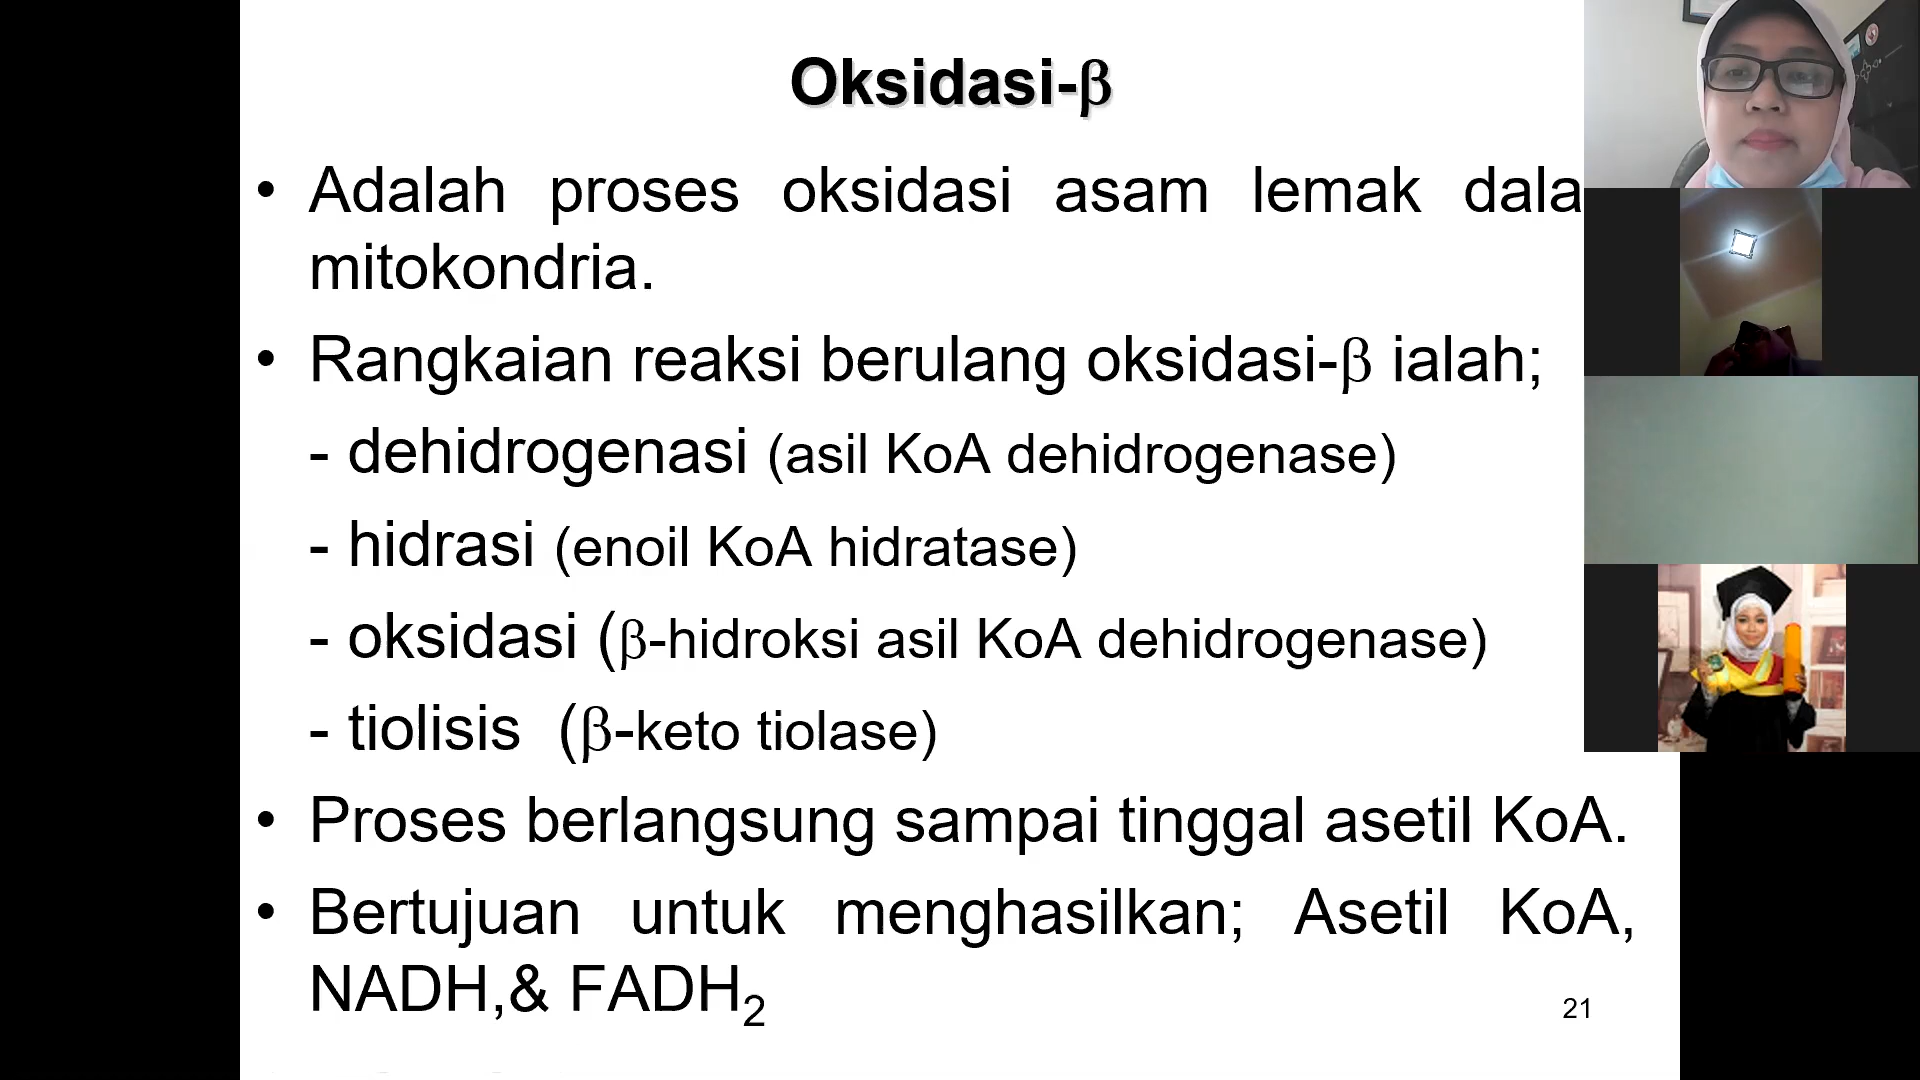 Oksidasi-β
• Adalah proses oksidasi asam lemak dala
mitokondria.
• Rangkaian reaksi berulang oksidasi-β ialah;
- dehidrogenasi (asil KoA dehidrogenase)
- hidrasi (enoil KoA hidratase)
- oksidasi (β-hidroksi asil KoA dehidrogenase)
- tiolisis (β-keto tiolase)
• Proses berlangsung sampai tinggal asetil KoA.
• Bertujuan untuk menghasilkan; Asetil KoA,
NADH,& FADH₂
21